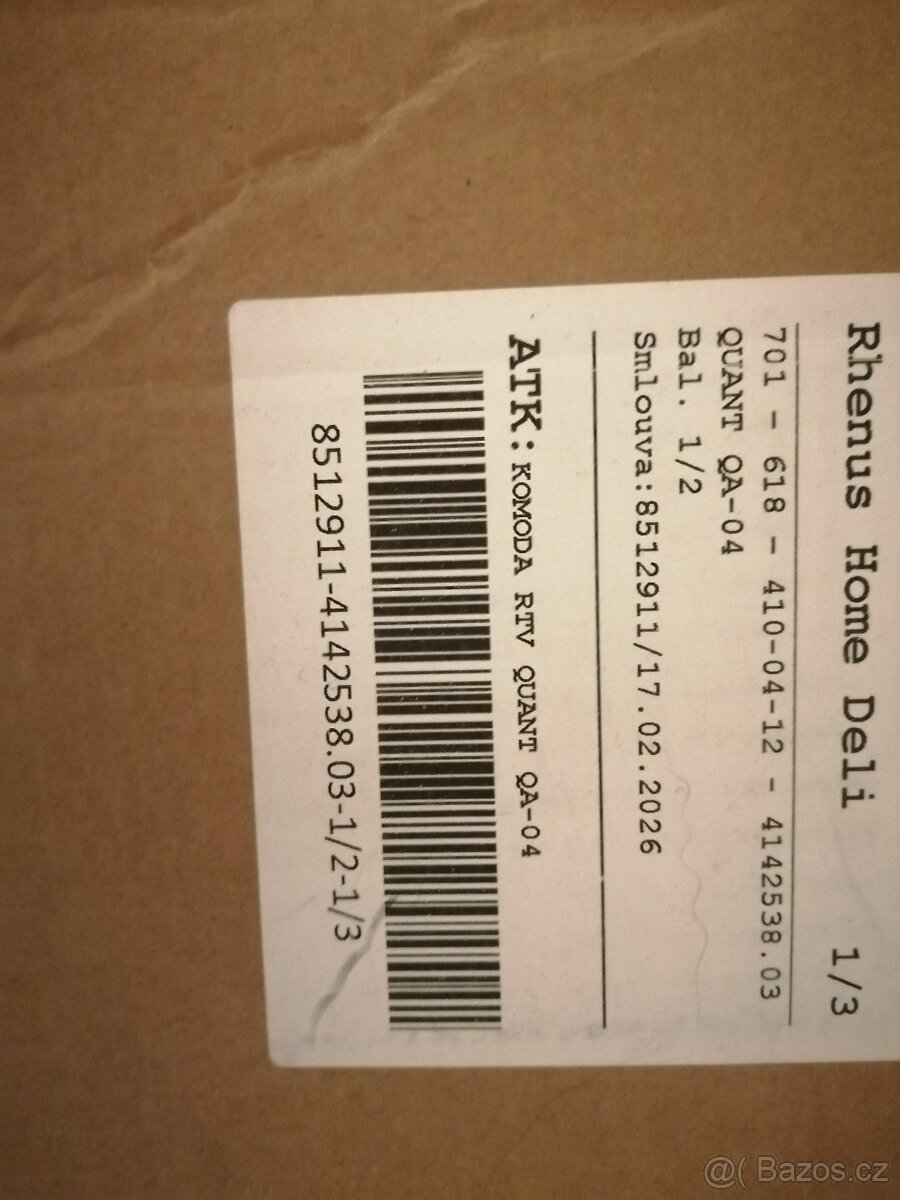 Rhenus Home Deli 1/3
701 - 618 - 410-04-12 - 4142538.03
QUANT QA-04
Bal. 1/2
Smlouva:8512911/17.02.2026
ATK: KOMODA RTV QUANT QA-04
8512911-4142538.03-1/2-1/3
@( Bazos.cz